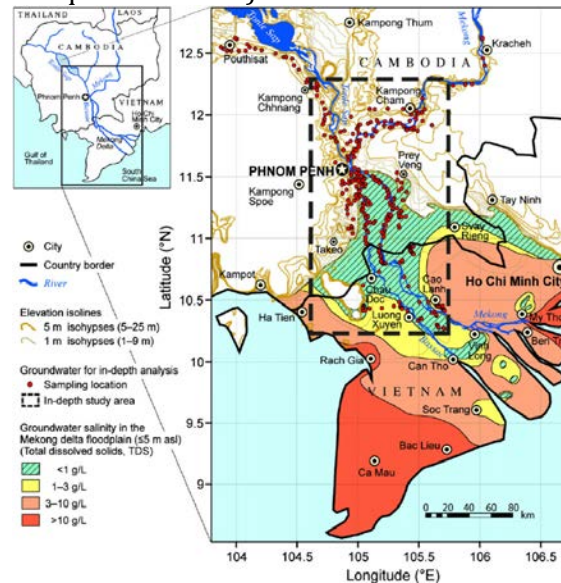 THAILAND
LAOS
CAMBODIA
Mekong
Phnom Penh
VIETNAM
Ho Chi
Minh City
Gulf of
Thailand
Mekong
Delta
South
China Sea
City
Country border
River
Elevation isolines
5 m isohypses (5–25 m)
1 m isohypses (1–9 m)
Groundwater for in-depth analysis
Sampling location
In-depth study area
Groundwater salinity in the
Mekong delta floodplain (≤5 m asl)
(Total dissolved solids, TDS)
<1 g/L
1–3 g/L
3–10 g/L
>10 g/L
Tonle Sap
Kampong Thum
Mekong
Kracheh
Pouthisat
CAMBODIA
12.5
Kampong
Chhnang
Kampong
Cham
12
Prey
Veng
PHNOM PENH
11.5
Kampong
Spoe
Tay Ninh
Svay
Rieng
11
Takeo
Latitude (°N)
Kampot
Chau
Doc
Cao
Lanh
Ho Chi Minh City
10.5
Ha Tien
Luong
Xuyen
Mekong
My Tho
Ben Tre
Bassac
Vinh
Long
10
Rach Gia
Can Tho
VIETNAM
9.5
Soc Trang
Bac Lieu
9
Ca Mau
0 20 40 60 80
km
104 104.5 105 105.5 106 106.5
Longitude (°E)